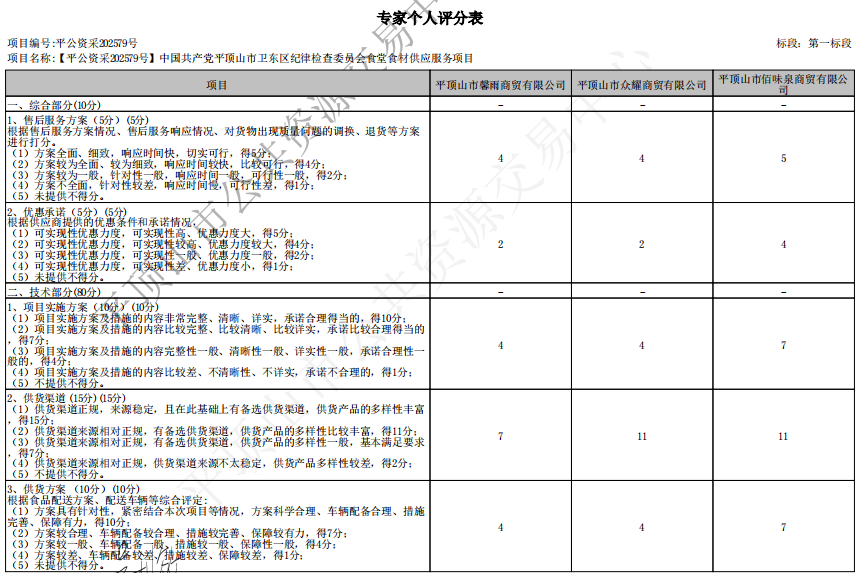 专家个人评分表
项目编号:平公资采202579号
标段: 第一标段
项目名称:【平公资采202579号】中国共产党平顶山市卫东区纪律检查委员会食堂食材供应服务项目
项目
平顶山市馨雨商贸有限公司
平顶山市众耀商贸有限公司
平顶山市佰味泉商贸有限公
司
一、综合部分(10分)
-
-
-
1、售后服务方案（5分）(5分)
根据售后服务方案情况、售后服务响应情况、对货物出现质量问题的调换、退货等方案
进行打分。
(1) 方案全面、细致，响应时间快，切实可行，得5分;
(2) 方案较为全面、较为细致，响应时间较快，比较可行，得4分;
(3) 方案较为一般，针对性一般，响应时间一般，可行性一般，得2分;
(4) 方案不全面，针对性较差，响应时间慢，可行性差，得1分;
(5) 未提供不得分。
4
4
5
2、优惠承诺（5分）(5分)
根据供应商提供的优惠条件和承诺情况,
(1) 可实现性优惠力度，可实现性高、优惠力度大，得5分;
(2) 可实现性优惠力度，可实现性较高、优惠力度较大，得4分;
(3) 可实现性优惠力度，可实现性一般、优惠力度一般，得2分;
(4) 可实现性优惠力度，可实现性差、优惠力度小，得1分;
(5) 未提供不得分。
2
2
4
二、技术部分(80分)
-
-
-
1、项目实施方案（10分）(10分)
(1) 项目实施方案及措施的内容非常完整、清晰、详实，承诺合理得当的，得10分;
(2) 项目实施方案及措施的内容比较完整、比较清晰、比较详实，承诺比较合理得当的
，得7分;
(3) 项目实施方案及措施的内容完整性一般、清晰性一般、详实性一般，承诺合理性一
般的，得4分;
(4) 项目实施方案及措施的内容比较差、不清晰性、不详实，承诺不合理的，得1分;
(5) 不提供不得分。
4
4
7
2、供货渠道 (15分)(15分)
(1) 供货渠道正规，来源稳定，且在此基础上有备选供货渠道，供货产品的多样性丰富
，得15分;
(2) 供货渠道来源相对正规，有备选供货渠道，供货产品的多样性比较丰富，得11分;
(3) 供货渠道来源相对正规，有备选供货渠道，供货产品的多样性一般，基本满足要求
，得7分;
(4) 供货渠道来源相对正规，供货渠道来源不太稳定，供货产品多样性较差，得2分;
(5) 不提供不得分。
7
11
11
3、供货方案 （10分）(10分)
根据食品配送方案、配送车辆等综合评定:
(1) 方案具有针对性，紧密结合本次项目等情况，方案科学合理、车辆配备合理、措施
完善、保障有力，得10分;
(2) 方案较合理、车辆配备较合理、措施较完善、保障较有力，得7分;
(3) 方案较一般、车辆配备一般、措施较一般、保障性一般，得4分;
(4) 方案较差、车辆配备较差、措施较差、保障较差，得1分;
(5) 未提供不得分。
4
4
7
平顶山市公共资源交易中心
平顶山市公共资源交易中心